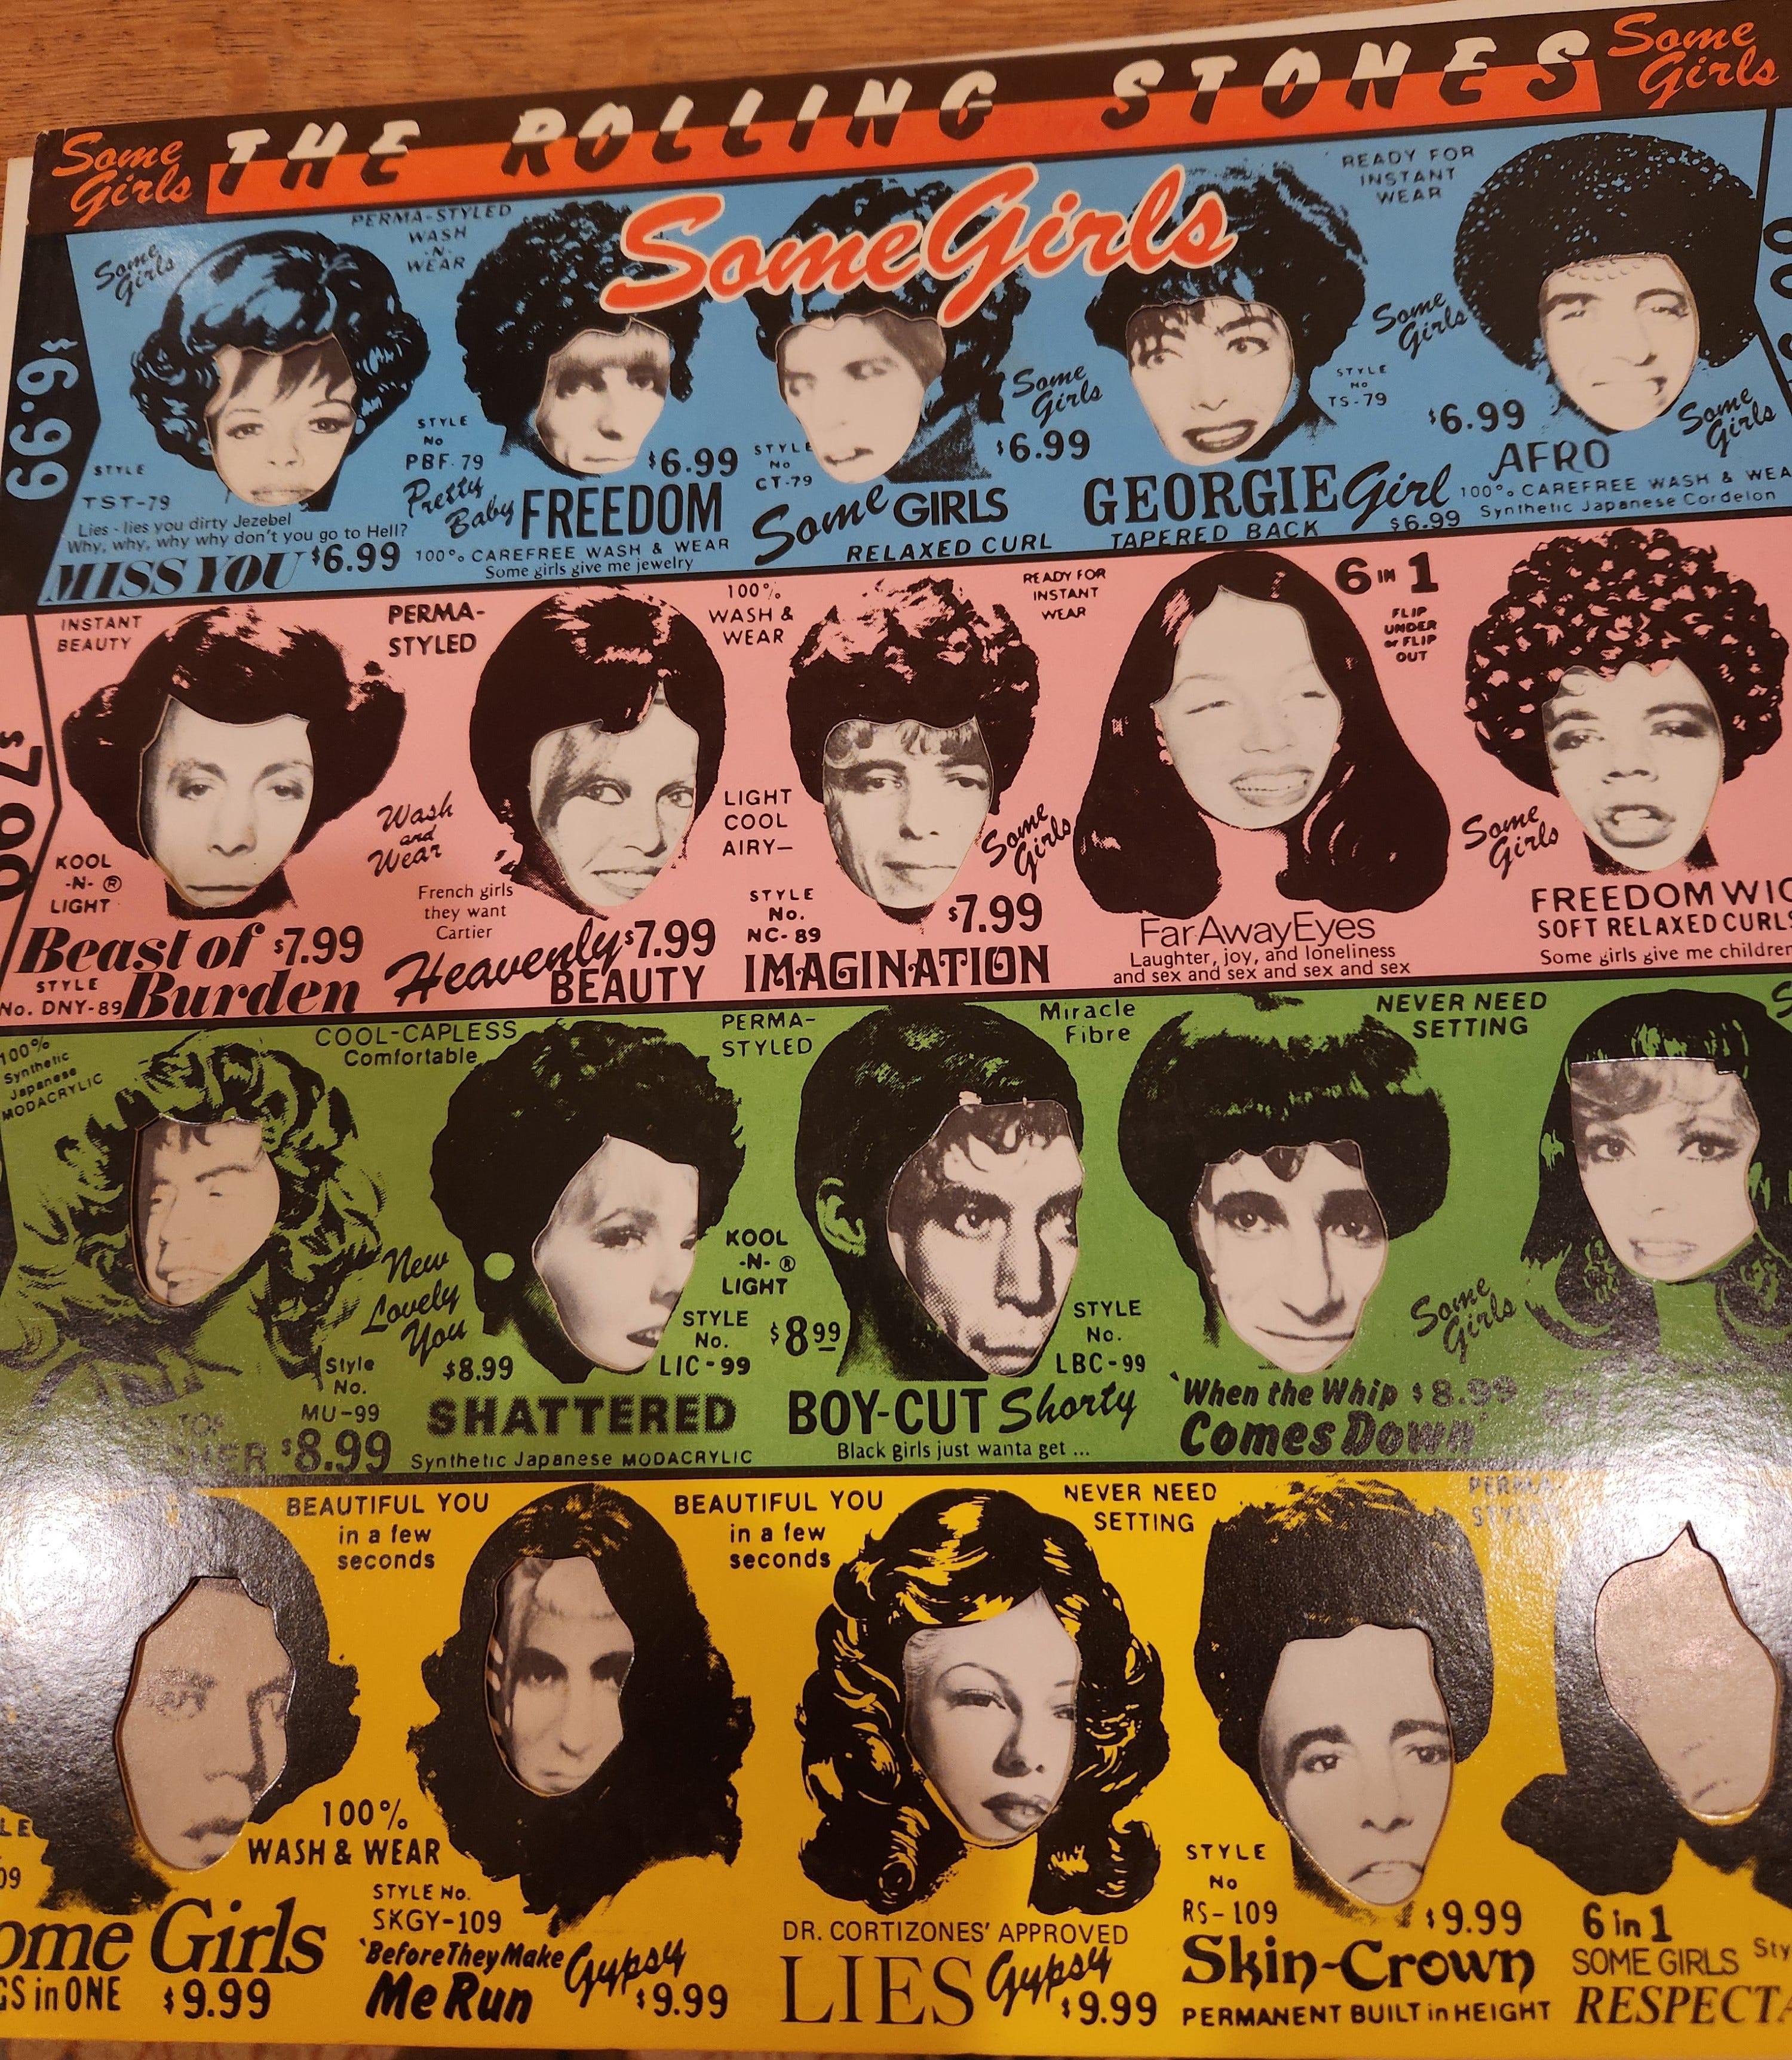 Some Girls
THE ROLLING STONES
Some Girls
Some Girls
Some Girls
PERMA-STYLED
WASH
-N-
WEAR
READY FOR
INSTANT
WEAR
$6.99
STYLE
TST-79
Lies - lies you dirty Jezebel
Why, why, why why don't you go to Hell?
MISS YOU $6.99
STYLE
No
PBF-79
Pretty Baby FREEDOM
$6.99
100% CAREFREE WASH & WEAR
Some girls give me jewelry
STYLE
No
CT-79
Some GIRLS
RELAXED CURL
Some Girls
$6.99
GEORGIE Girl
TAPERED BACK $6.99
STYLE
No
TS-79
Some Girls
$6.99
Some Girls
AFRO
100% CAREFREE WASH & WEA
Synthetic Japanese Cordelon
INSTANT
BEAUTY
PERMA-
STYLED
100%
WASH &
WEAR
READY FOR
INSTANT
WEAR
6 IN 1
FLIP
UNDER
or FLIP
OUT
KOOL
-N- ®
LIGHT
Beast of $7.99
Burden
STYLE
No. DNY-89
Wash
and
Wear
French girls
they want
Cartier
Heavenly $7.99
BEAUTY
LIGHT
COOL
AIRY—
STYLE
No.
NC-89
Some Girls
$7.99
IMAGINATION
Far Away Eyes
Laughter, joy, and loneliness
and sex and sex and sex and sex
Some Girls
FREEDOM WIG
SOFT RELAXED CURL
Some girls give me children
100%
Synthetic
Japanese
MODACRYLIC
COOL-CAPLESS
Comfortable
PERMA-
STYLED
Miracle
Fibre
NEVER NEED
SETTING
New
Lovely
You
Style
No.
MU-99
$8.99
$8.99
SHATTERED
Synthetic Japanese MODACRYLIC
KOOL
-N- ®
LIGHT
STYLE
No.
LIC-99
$8.99
BOY-CUT Shorty
Black girls just wanta get ...
STYLE
No.
LBC-99
'When the Whip $8.99
Comes Down'
Some Girls
BEAUTIFUL YOU
in a few
seconds
BEAUTIFUL YOU
in a few
seconds
NEVER NEED
SETTING
PERMA-
STYLED
ome Girls
GS in ONE $9.99
100%
WASH & WEAR
STYLE No.
SKGY-109
'Before They Make
Me Run Gypsy
$9.99
DR. CORTIZONES' APPROVED
LIES Gypsy
$9.99
STYLE
No
RS-109
$9.99
Skin-Crown
PERMANENT BUILT in HEIGHT
6 in 1
SOME GIRLS Sty
RESPECTA